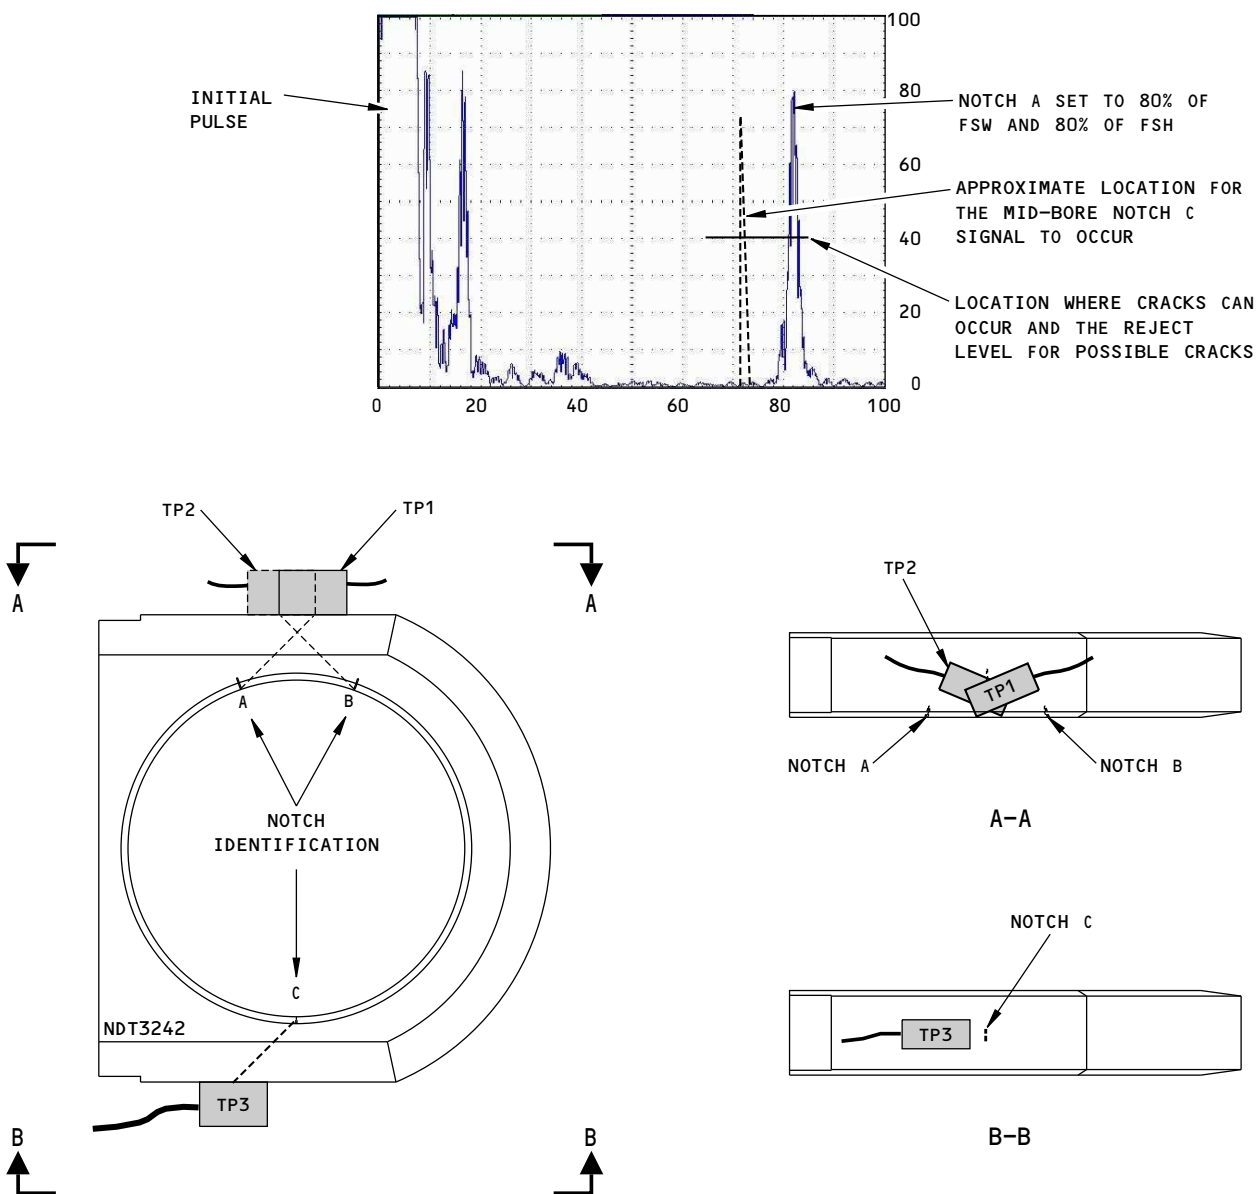 100
80
60
40
20
0
0 20 40 60 80 100
INITIAL
PULSE
NOTCH A SET TO 80% OF
FSW AND 80% OF FSH
APPROXIMATE LOCATION FOR
THE MID-BORE NOTCH C
SIGNAL TO OCCUR
LOCATION WHERE CRACKS CAN
OCCUR AND THE REJECT
LEVEL FOR POSSIBLE CRACKS
TP2
TP1
A
A
A
B
NOTCH
IDENTIFICATION
C
NDT3242
TP3
B
B
TP2
TP1
NOTCH A
NOTCH B
A-A
NOTCH C
TP3
B-B